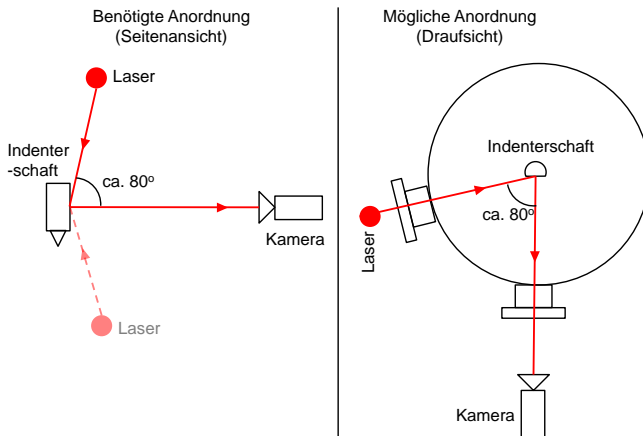 Benötigte Anordnung
(Seitenansicht)
Laser
Indenter
-schaft
ca. 80º
Kamera
Laser
Mögliche Anordnung
(Draufsicht)
Indenterschaft
ca. 80º
Laser
Kamera